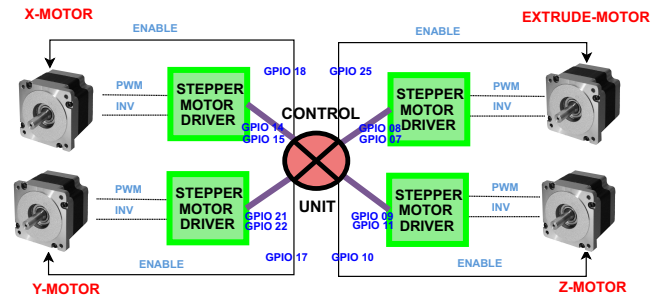 X-MOTOR
EXTRUDE-MOTOR
ENABLE
ENABLE
GPIO 18
GPIO 25
PWM
INV
STEPPER
MOTOR
DRIVER
CONTROL
STEPPER
MOTOR
DRIVER
PWM
INV
GPIO 14
GPIO 15
GPIO 08
GPIO 07
PWM
INV
STEPPER
MOTOR
DRIVER
UNIT
STEPPER
MOTOR
DRIVER
PWM
INV
GPIO 21
GPIO 22
GPIO 09
GPIO 11
GPIO 17
GPIO 10
ENABLE
ENABLE
Y-MOTOR
Z-MOTOR